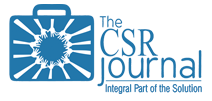 The
CSR
Journal
Integral Part of the Solution